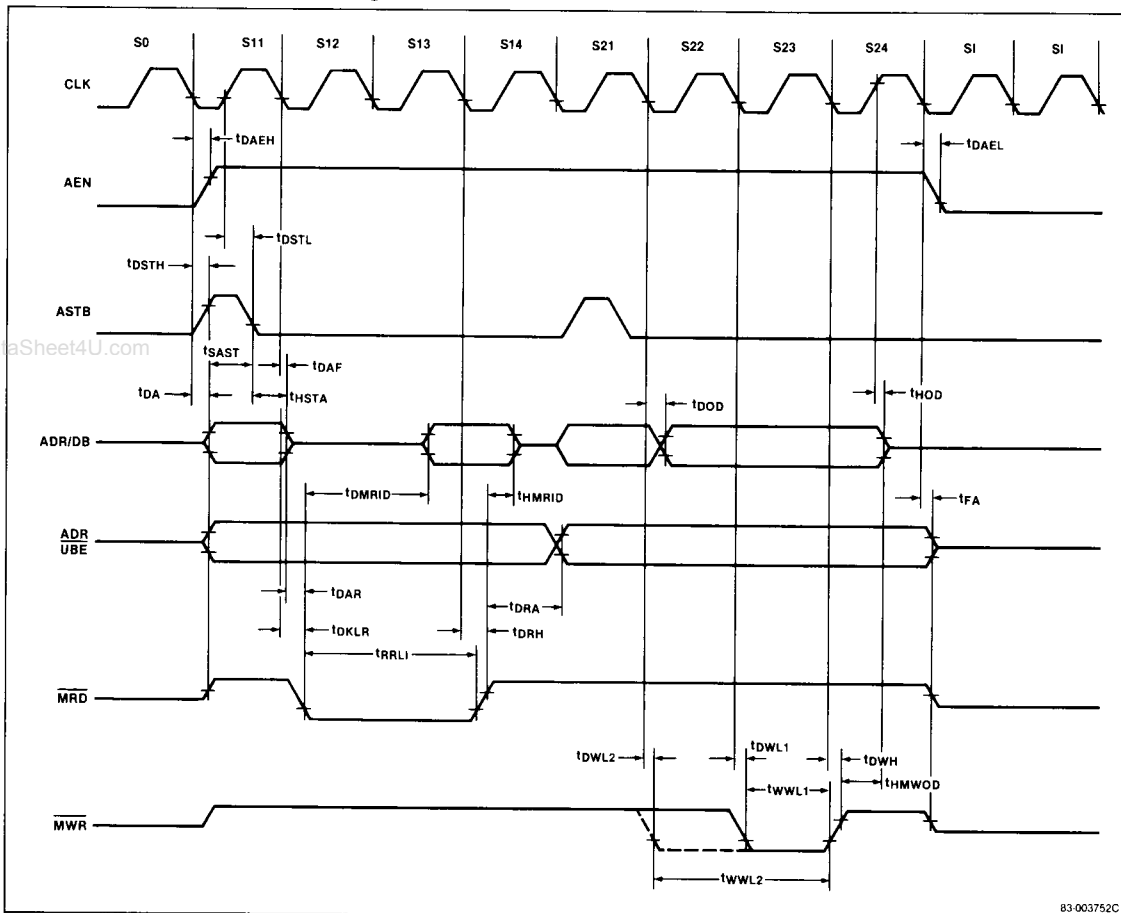 S0 S11 S12 S13 S14 S21 S22 S23 S24 SI SI
CLK
tDAEH
tDAEL
AEN
tDSTL
tDSTH
ASTB
taSheet4U.com
tSAST
tDAF
tDA
tHSTA
tDOD
tHOD
ADR/DB
tDMRID
tHMRID
tFA
ADR
UBE
tDAR
tDRA
tDKLR
tDRH
tRRLI
MRD
tDWL2
tDWL1
tDWH
tHMWOD
tWWL1
MWR
tWWL2
83-003752C